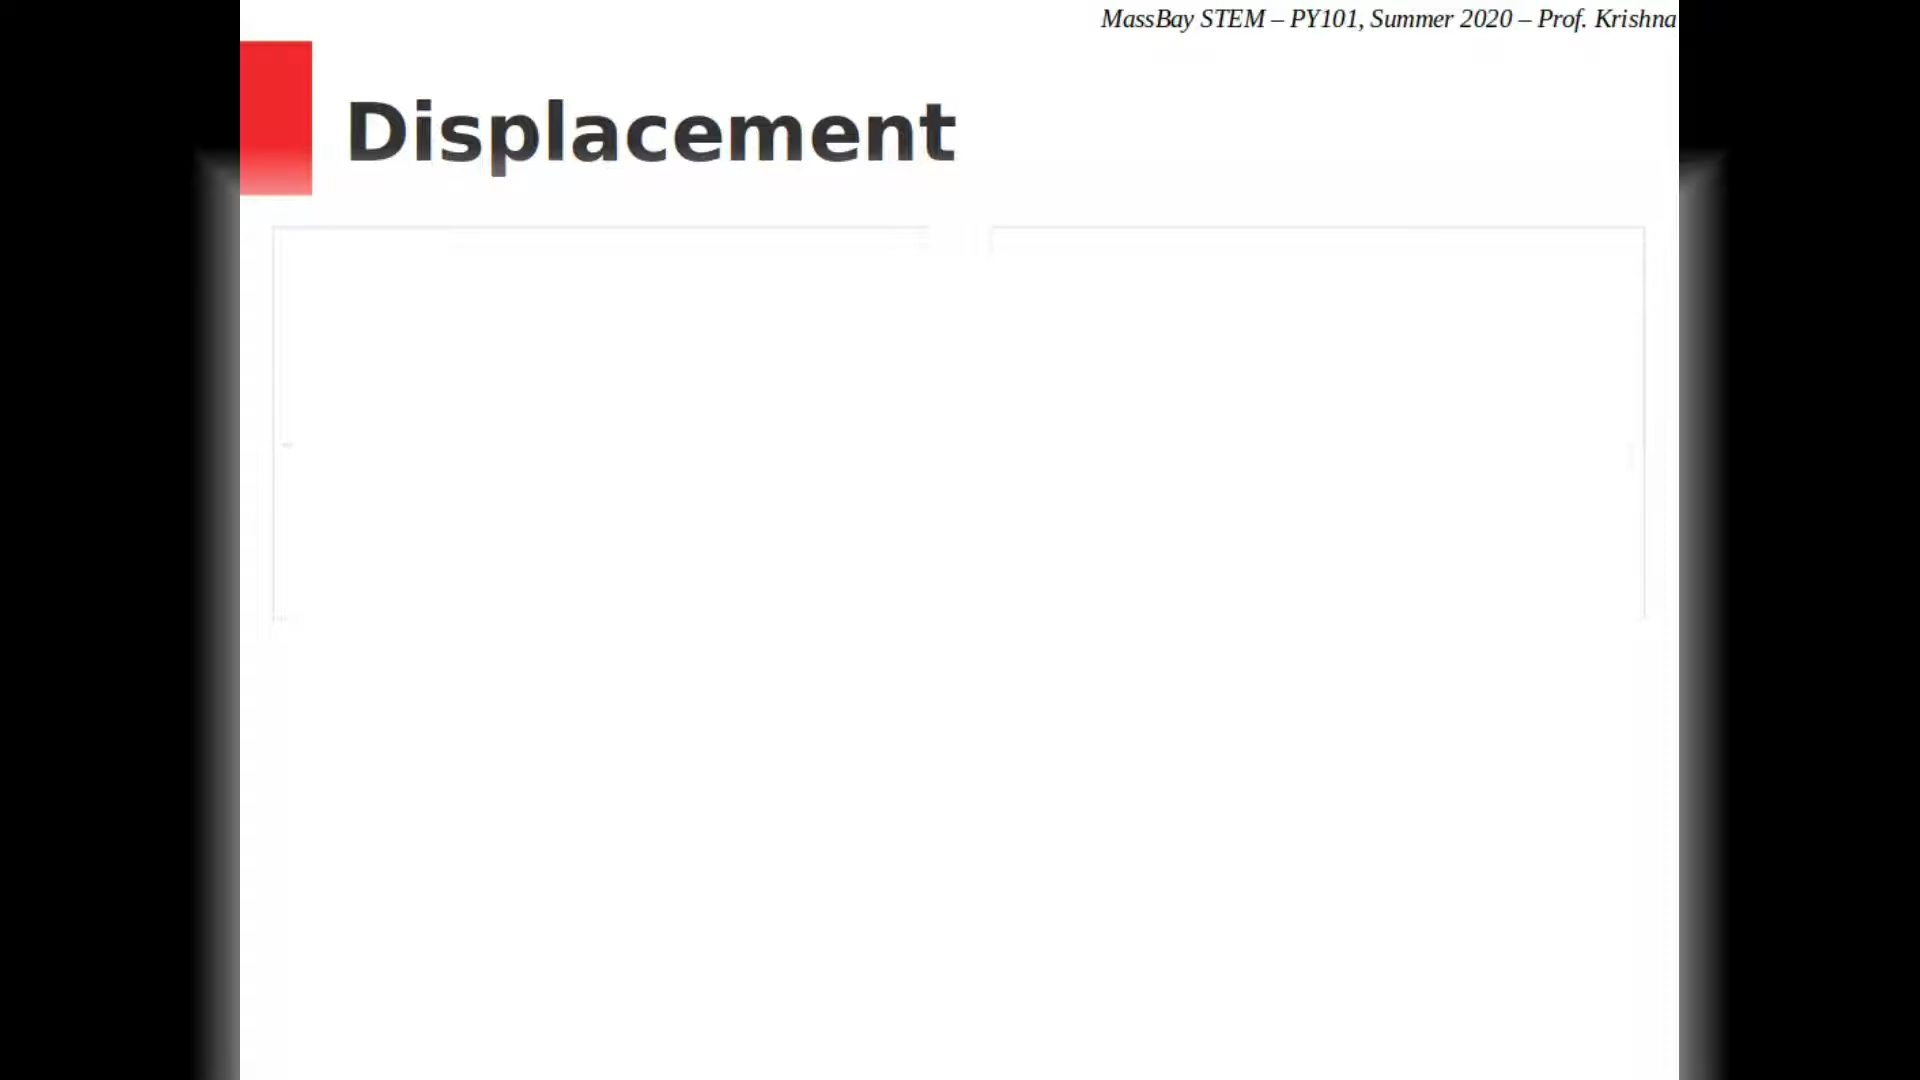 MassBay STEM – PY101, Summer 2020 – Prof. Krishna
Displacement